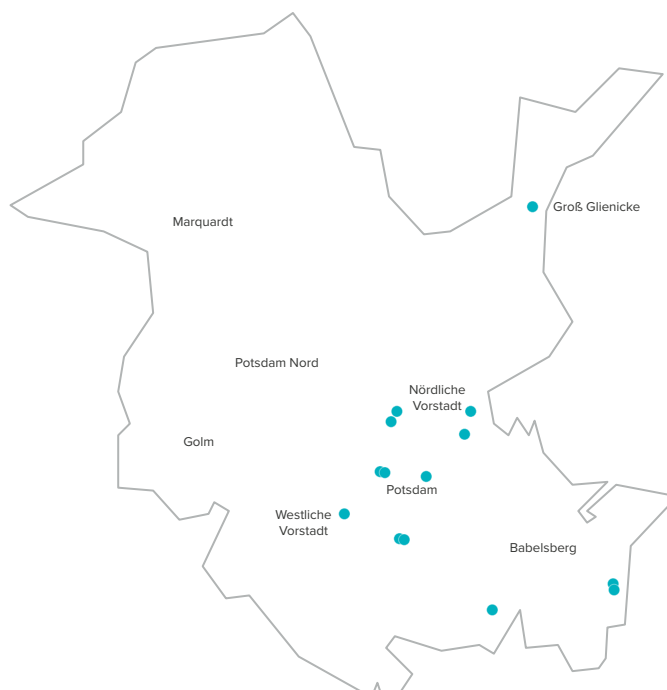 Groß Glienicke
Marquardt
Potsdam Nord
Nördliche
Vorstadt
Golm
Potsdam
Westliche
Vorstadt
Babelsberg